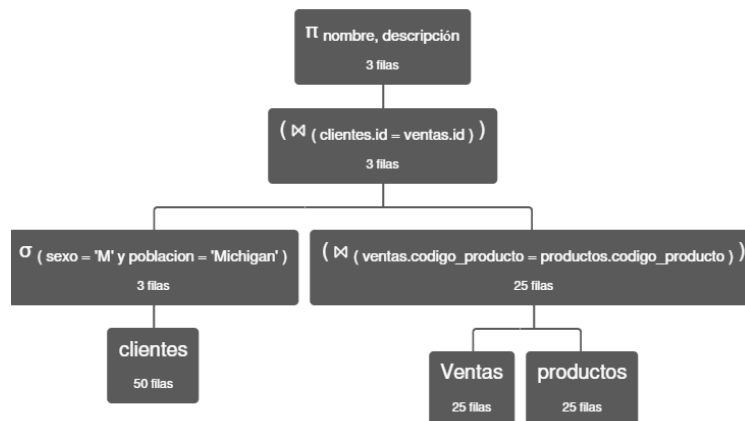 π nombre, descripción
3 filas
( ⋈ ( clientes.id = ventas.id ) )
3 filas
σ ( sexo = 'M' y poblacion = 'Michigan' )
3 filas
( ⋈ ( ventas.codigo_producto = productos.codigo_producto ) )
25 filas
clientes
50 filas
Ventas
25 filas
productos
25 filas